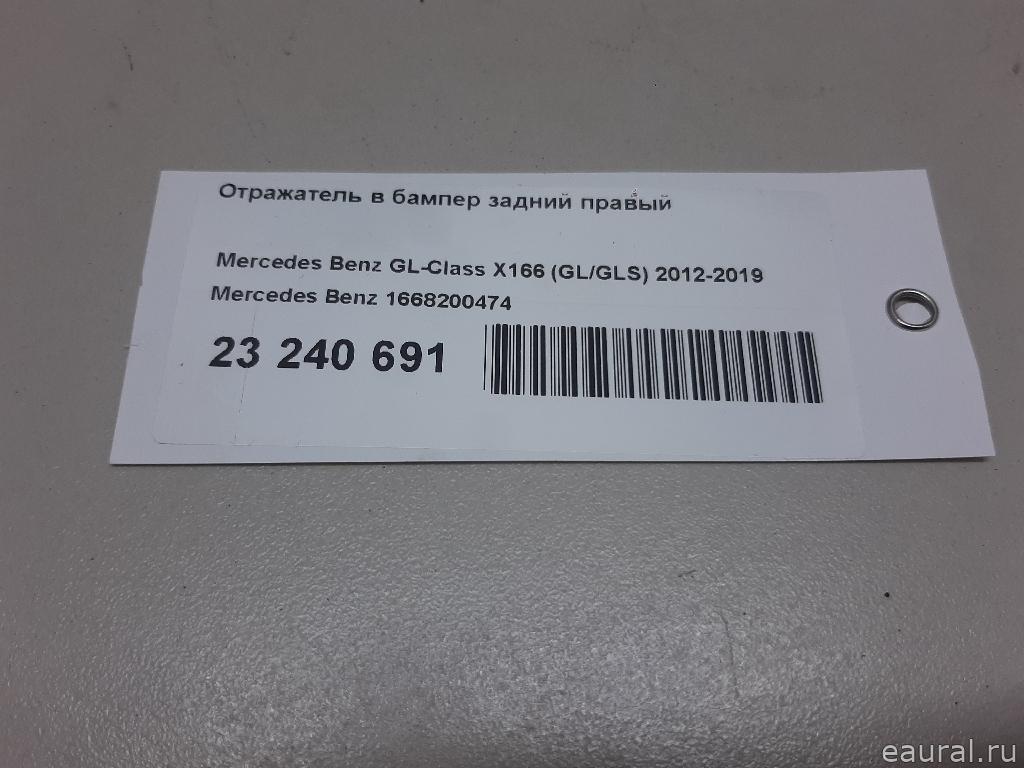 Отражатель в бампер задний правый
Mercedes Benz GL-Class X166 (GL/GLS) 2012-2019
Mercedes Benz 1668200474
23 240 691
eaural.ru